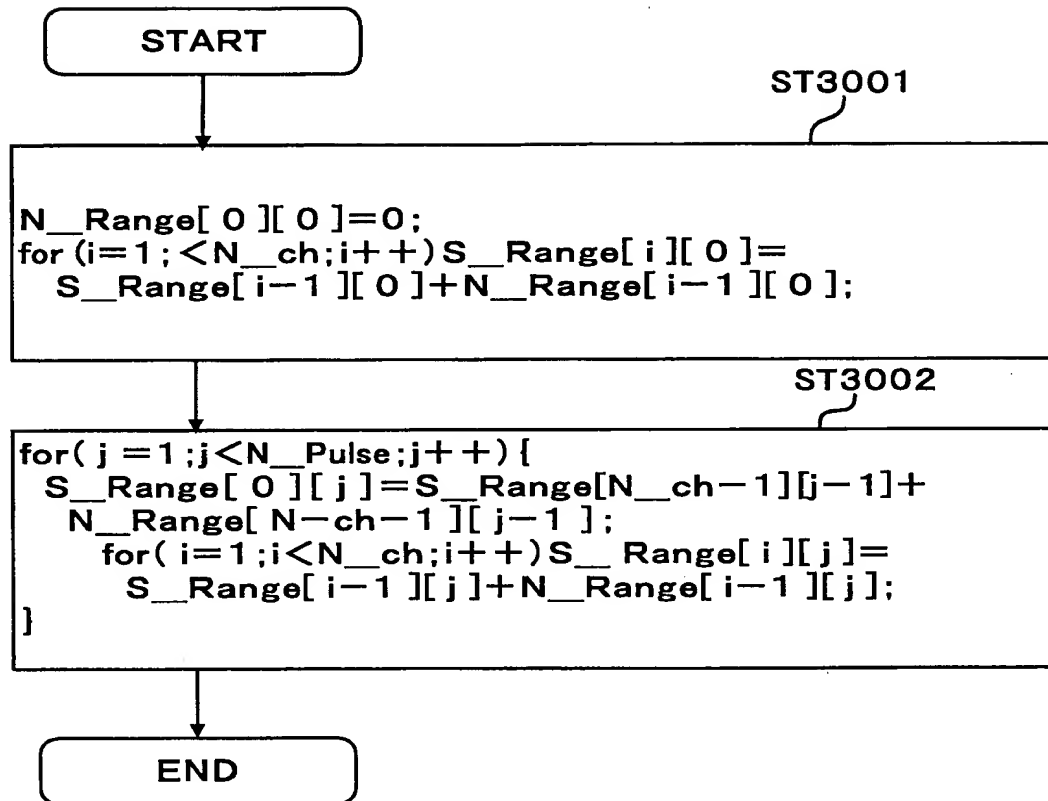 START
ST3001
N__Range[ 0 ][ 0 ]=0;
for (i=1; <N__ch;i++) S__Range[ i ][ 0 ]=
S__Range[ i-1 ][ 0 ]+N__Range[ i-1 ][ 0 ];
ST3002
for( j =1;j<N__Pulse;j++) {
S__Range[ 0 ][ j ]=S__Range[N__ch-1][j-1]+
N__Range[ N-ch-1 ][ j-1 ];
for( i=1;i<N__ch;i++)S__ Range[ i ][ j ]=
S__Range[ i-1 ][ j ]+N__Range[ i-1 ][ j ];
}
END